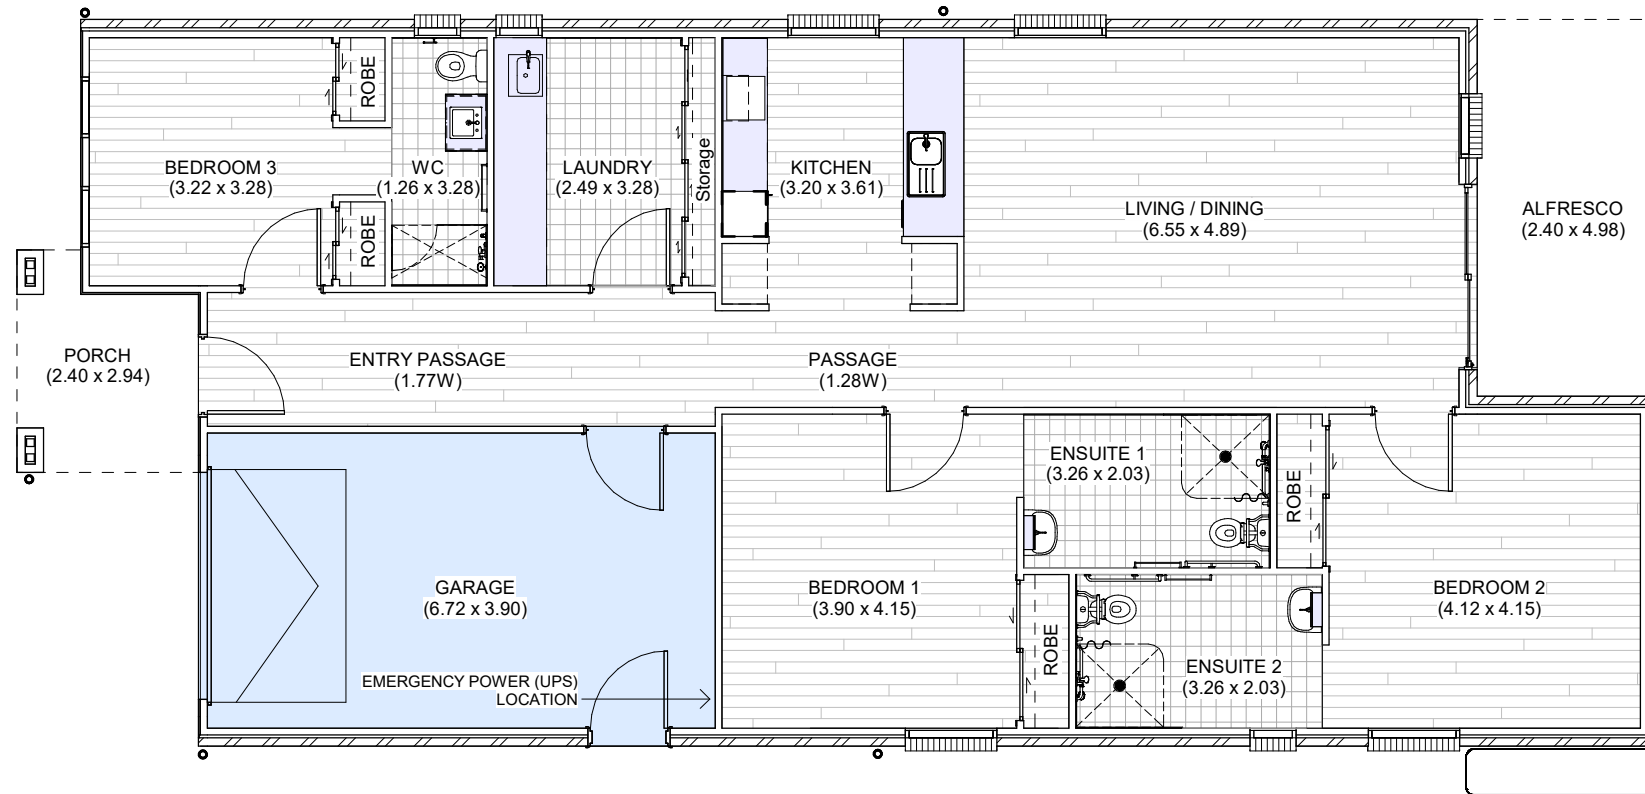 ROBE
BEDROOM 3
(3.22 x 3.28)
WC
(1.26 x 3.28)
LAUNDRY
(2.49 x 3.28)
Storage
KITCHEN
(3.20 x 3.61)
LIVING / DINING
(6.55 x 4.89)
ALFRESCO
(2.40 x 4.98)
ROBE
PORCH
(2.40 x 2.94)
ENTRY PASSAGE
(1.77W)
PASSAGE
(1.28W)
ENSUITE 1
(3.26 x 2.03)
ROBE
GARAGE
(6.72 x 3.90)
BEDROOM 1
(3.90 x 4.15)
BEDROOM 2
(4.12 x 4.15)
ROBE
ENSUITE 2
(3.26 x 2.03)
EMERGENCY POWER (UPS)
LOCATION